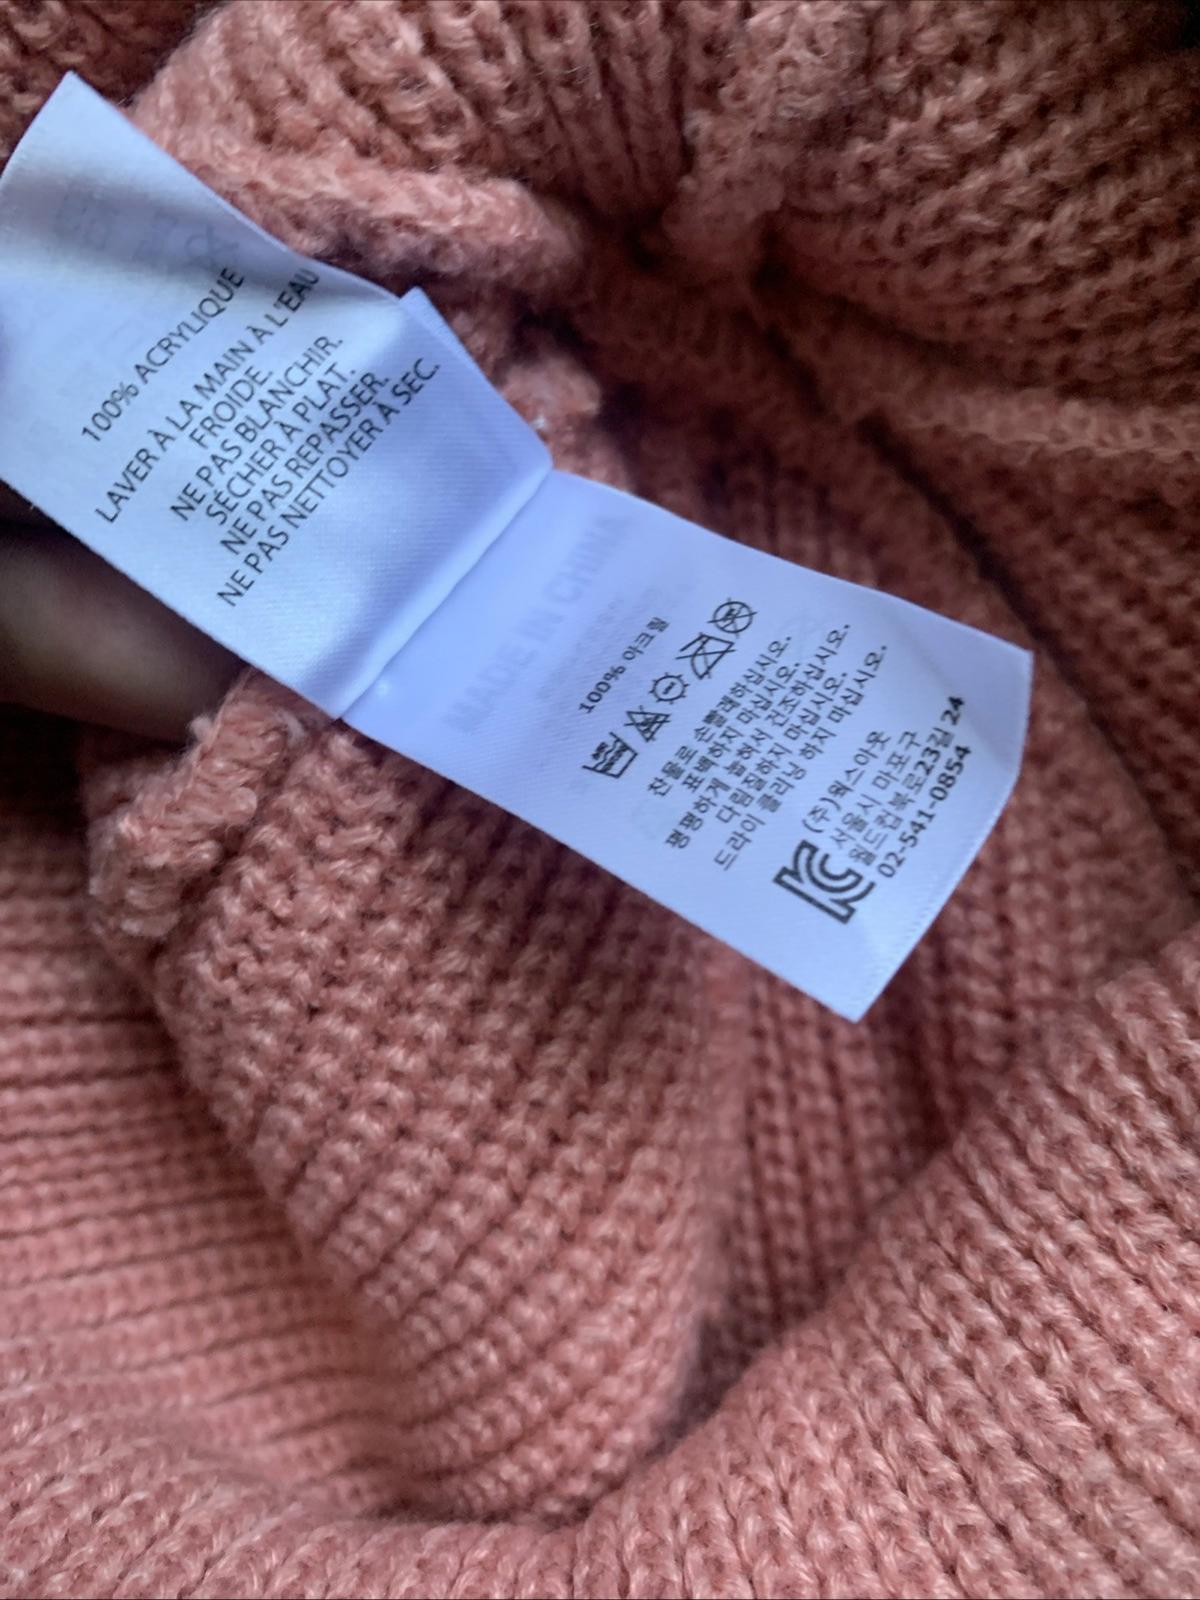 100% ACRYLIQUE
LAVER À LA MAIN À L'EAU
FROIDE.
NE PAS BLANCHIR.
SÉCHER À PLAT.
NE PAS REPASSER.
NE PAS NETTOYER À SEC.
MADE IN CHINA
100% 아크릴
찬물로 손빨래하십시오.
표백하지 마십시오.
평평하게 눕혀서 건조하십시오.
다림질하지 마십시오.
드라이 클리닝 하지 마십시오.
(주)웍스아웃
서울시 마포구
월드컵북로23길 24
02-541-0854